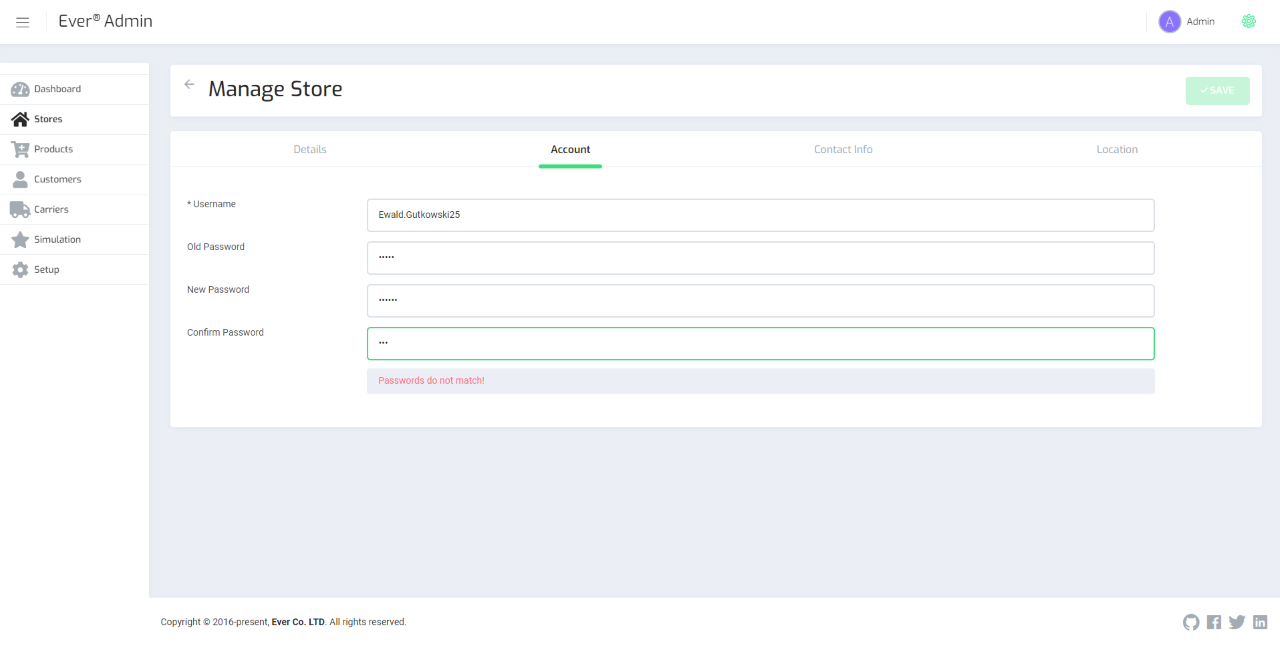 Ever® Admin
A Admin
Dashboard
Stores
Products
Customers
Carriers
Simulation
Setup
Manage Store
SAVE
Details Account Contact Info Location
* Username
Ewald.Gutkowski25
Old Password
•••••
New Password
••••••
Confirm Password
•••
Passwords do not match!
Copyright © 2016-present, Ever Co. LTD. All rights reserved.